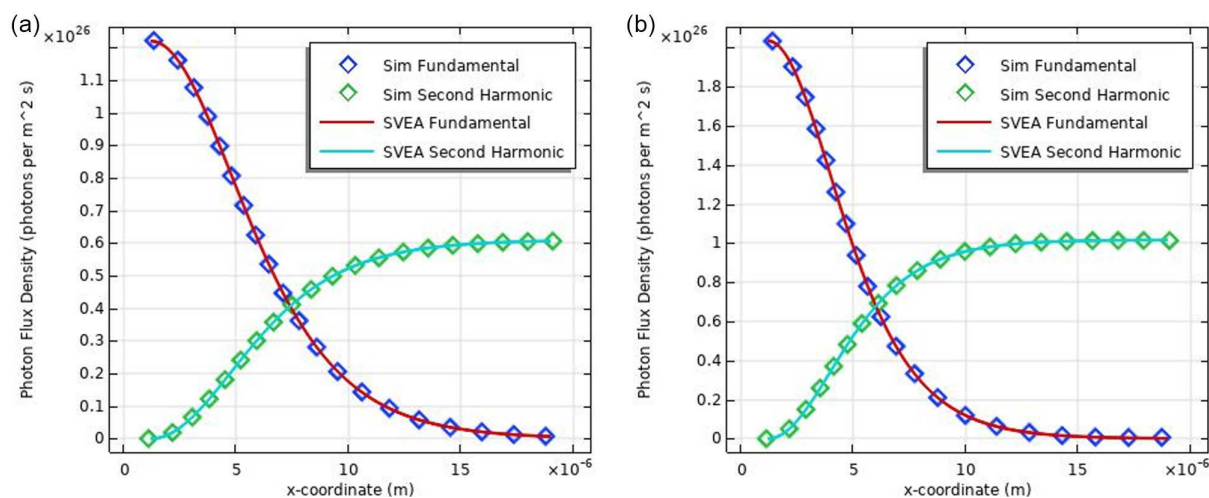 (a)
×10^26
1.1
1
0.9
0.8
0.7
0.6
0.5
0.4
0.3
0.2
0.1
0
Photon Flux Density (photons per m^2 s)
Sim Fundamental
Sim Second Harmonic
SVEA Fundamental
SVEA Second Harmonic
0 5 10 15 ×10^-6
x-coordinate (m)
(b)
×10^26
1.8
1.6
1.4
1.2
1
0.8
0.6
0.4
0.2
0
Photon Flux Density (photons per m^2 s)
Sim Fundamental
Sim Second Harmonic
SVEA Fundamental
SVEA Second Harmonic
0 5 10 15 ×10^-6
x-coordinate (m)